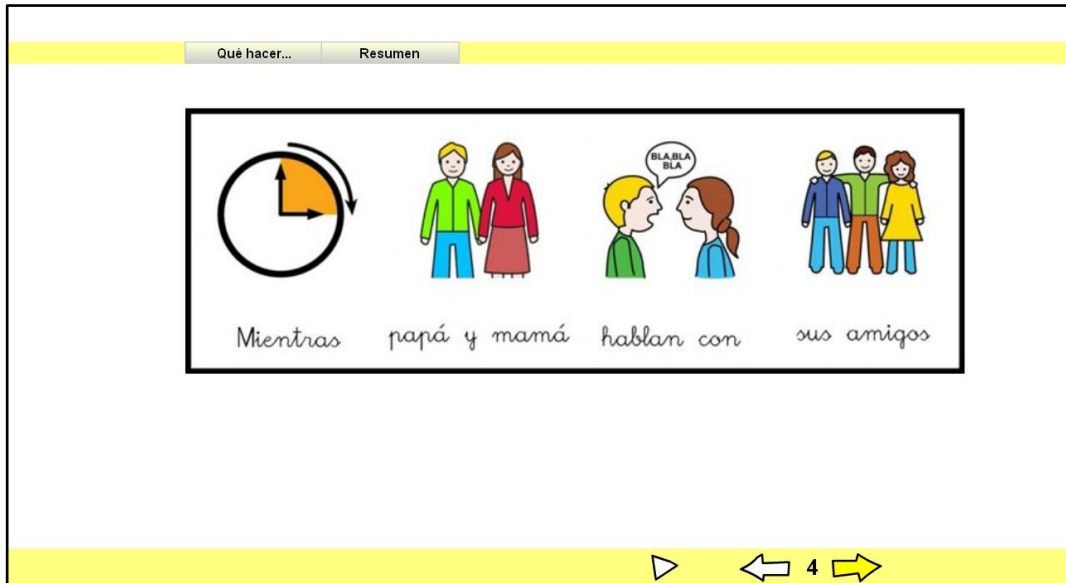 Qué hacer... Resumen
BLA,BLA
BLA
Mientras papá y mamá hablan con sus amigos
4